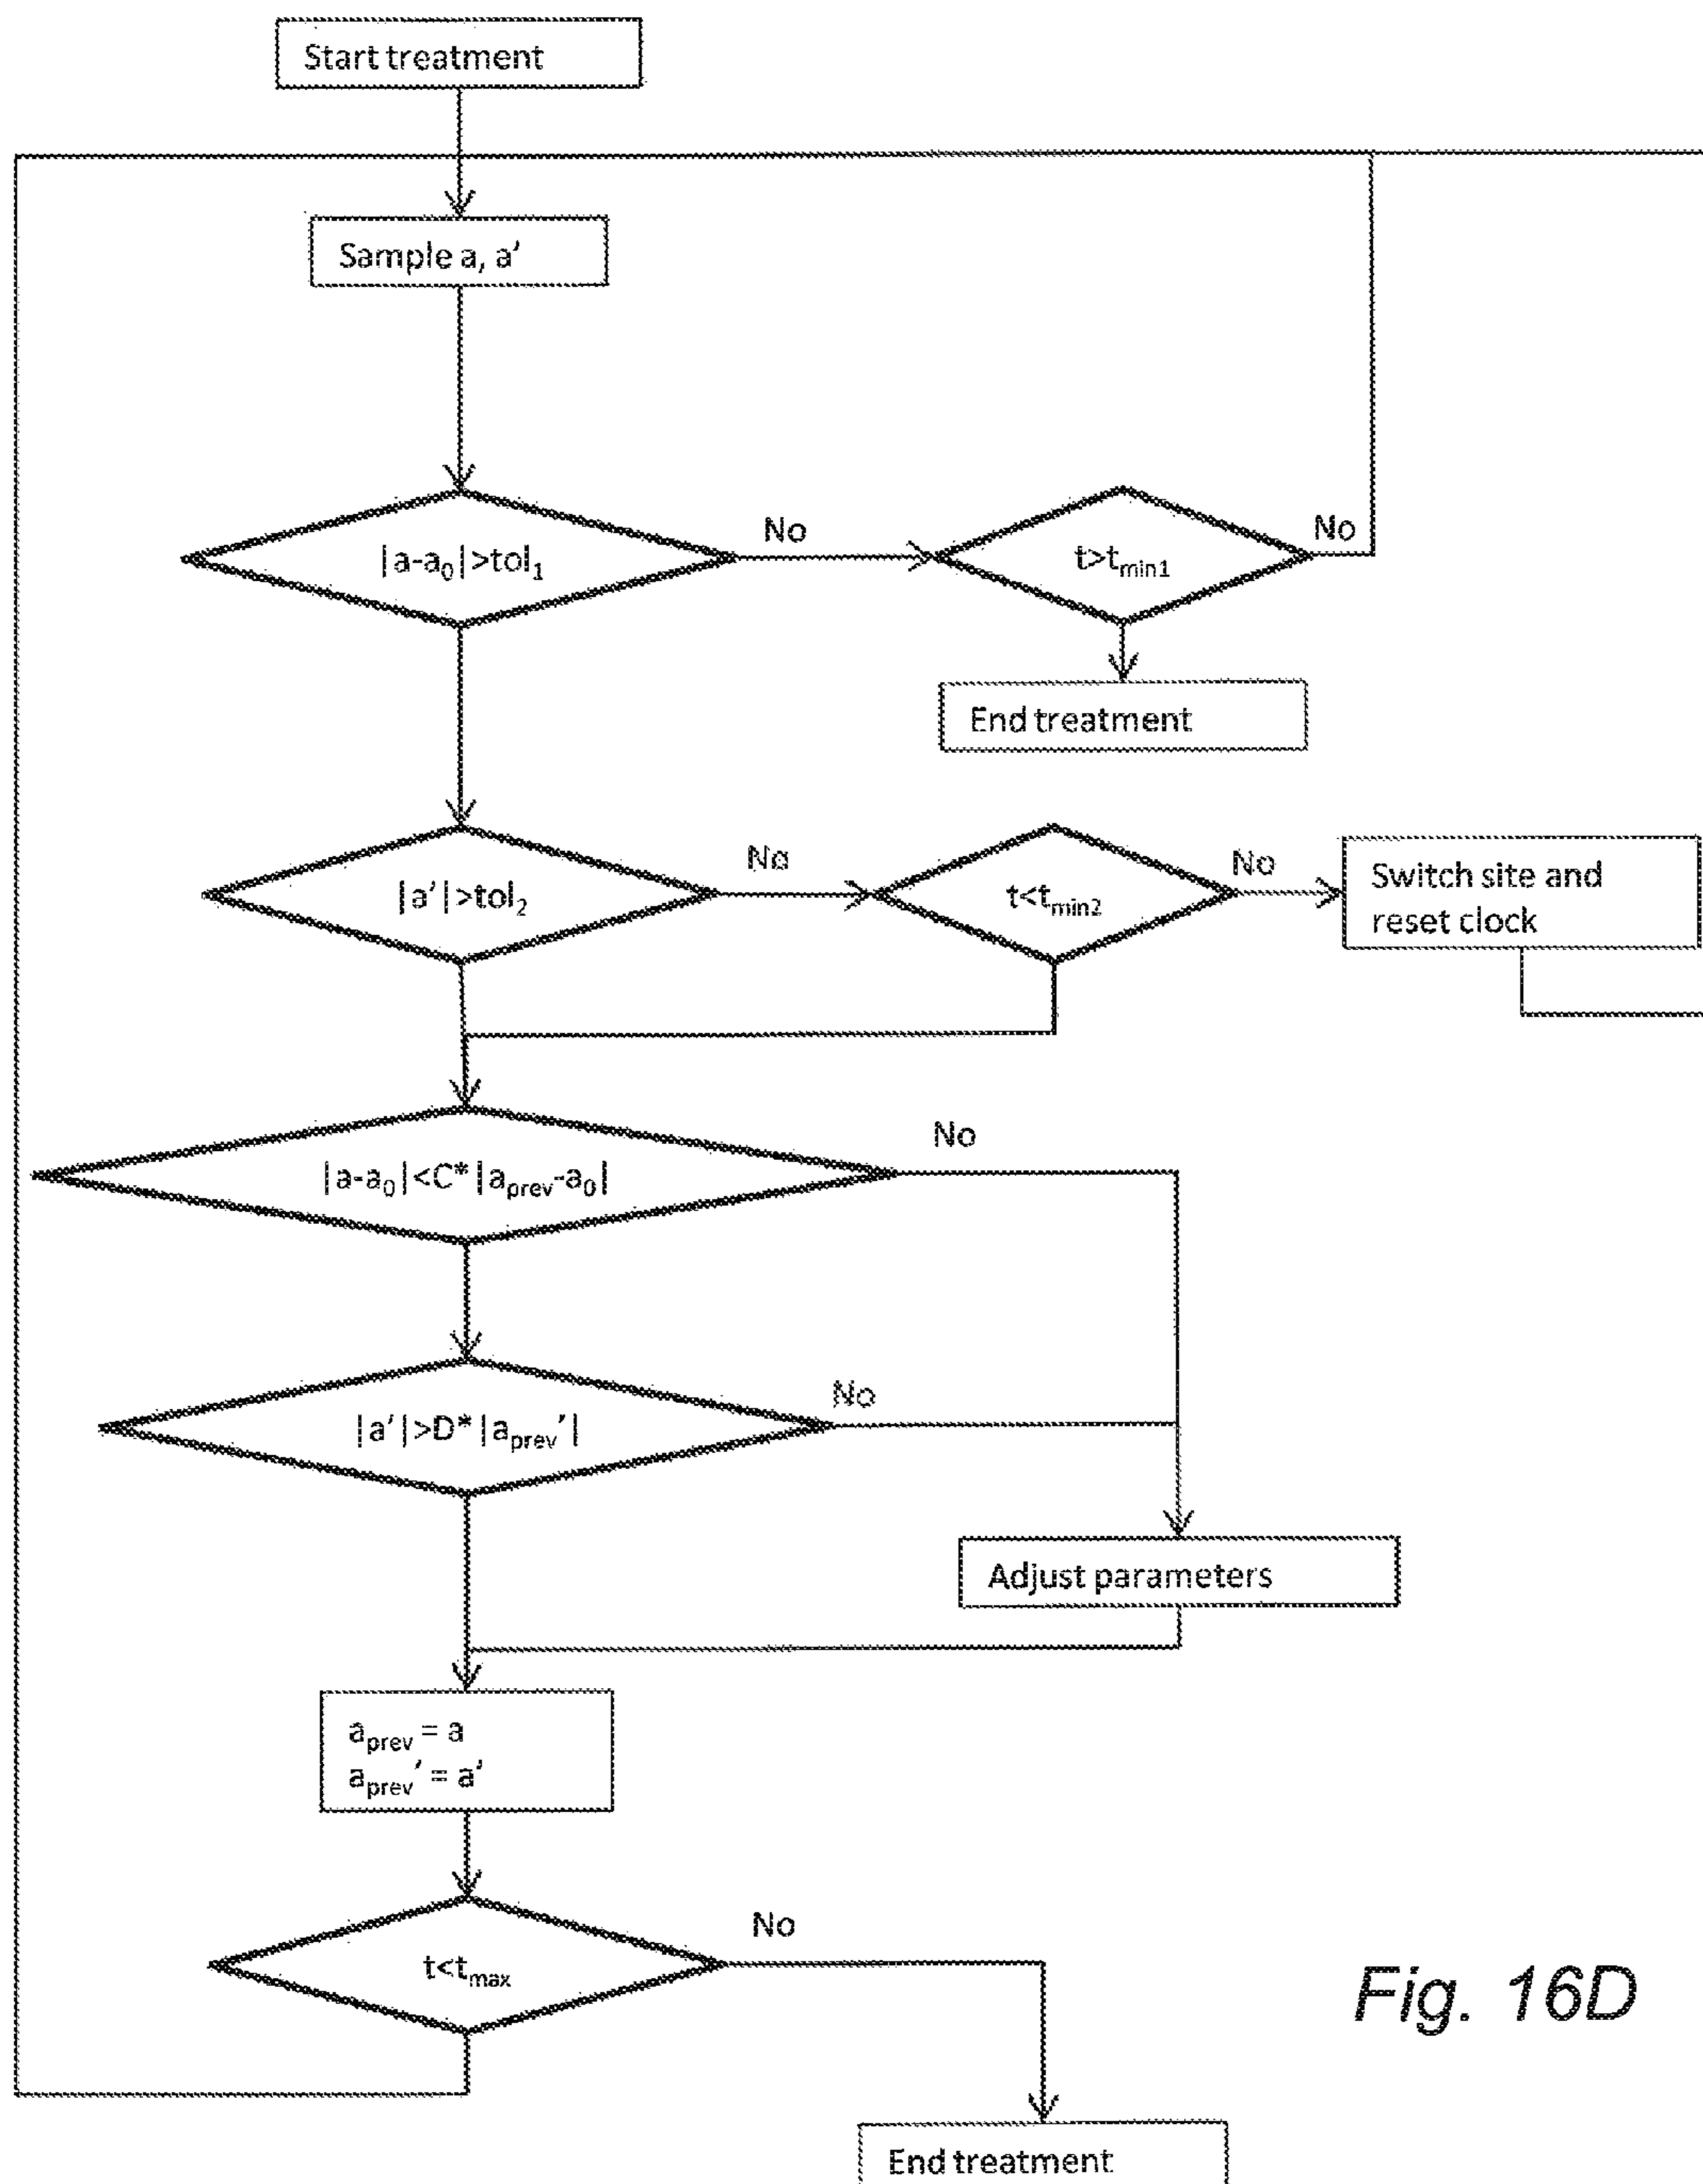 Start treatment
Sample a, a'
|a-a₀|>tol₁
No
t>tₘᵢₙ₁
No
End treatment
|a'|>tol₂
No
t<tₘᵢₙ₂
No
Switch site and
reset clock
|a-a₀|<C*|aₚᵣₑᵥ-a₀|
No
|a'|>D*|aₚᵣₑᵥ'|
No
Adjust parameters
aₚᵣₑᵥ = a
aₚᵣₑᵥ' = a'
t<tₘₐₓ
No
Fig. 16D
End treatment